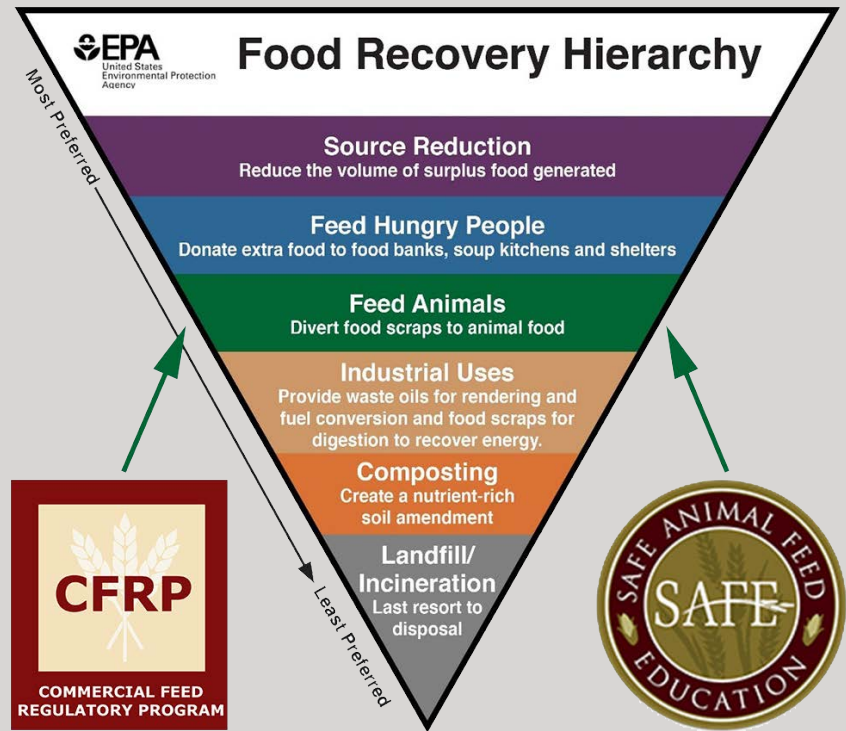 EPA
United States
Environmental Protection
Agency
Food Recovery Hierarchy
Most Preferred
Source Reduction
Reduce the volume of surplus food generated
Feed Hungry People
Donate extra food to food banks, soup kitchens and shelters
Feed Animals
Divert food scraps to animal food
Industrial Uses
Provide waste oils for rendering and
fuel conversion and food scraps for
digestion to recover energy.
Composting
Create a nutrient-rich
soil amendment
Landfill/
Incineration
Last resort to
disposal
Least Preferred
CFRP
COMMERCIAL FEED
REGULATORY PROGRAM
SAFE ANIMAL FEED
SAFE
EDUCATION